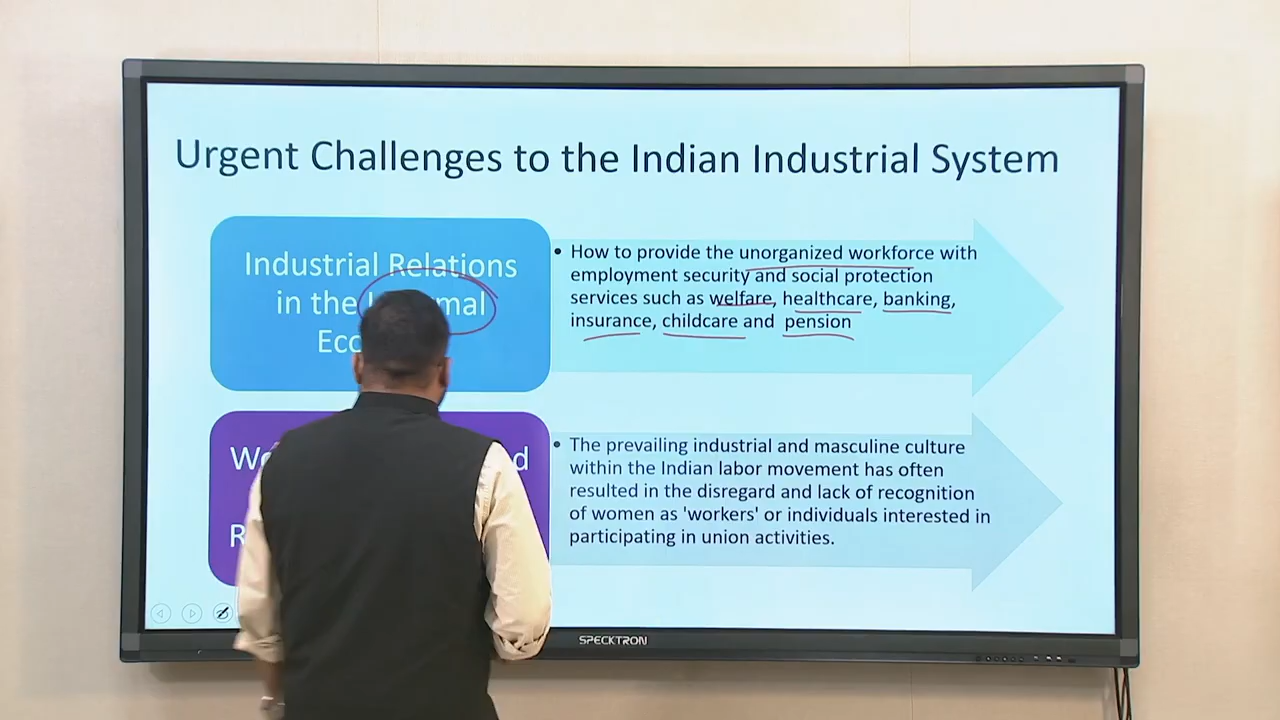 Urgent Challenges to the Indian Industrial System
Industrial Relations
in the
• How to provide the unorganized workforce with
employment security and social protection
services such as welfare, healthcare, banking,
insurance, childcare and pension
• The prevailing industrial and masculine culture
within the Indian labor movement has often
resulted in the disregard and lack of recognition
of women as 'workers' or individuals interested in
participating in union activities.
SPECKTRON